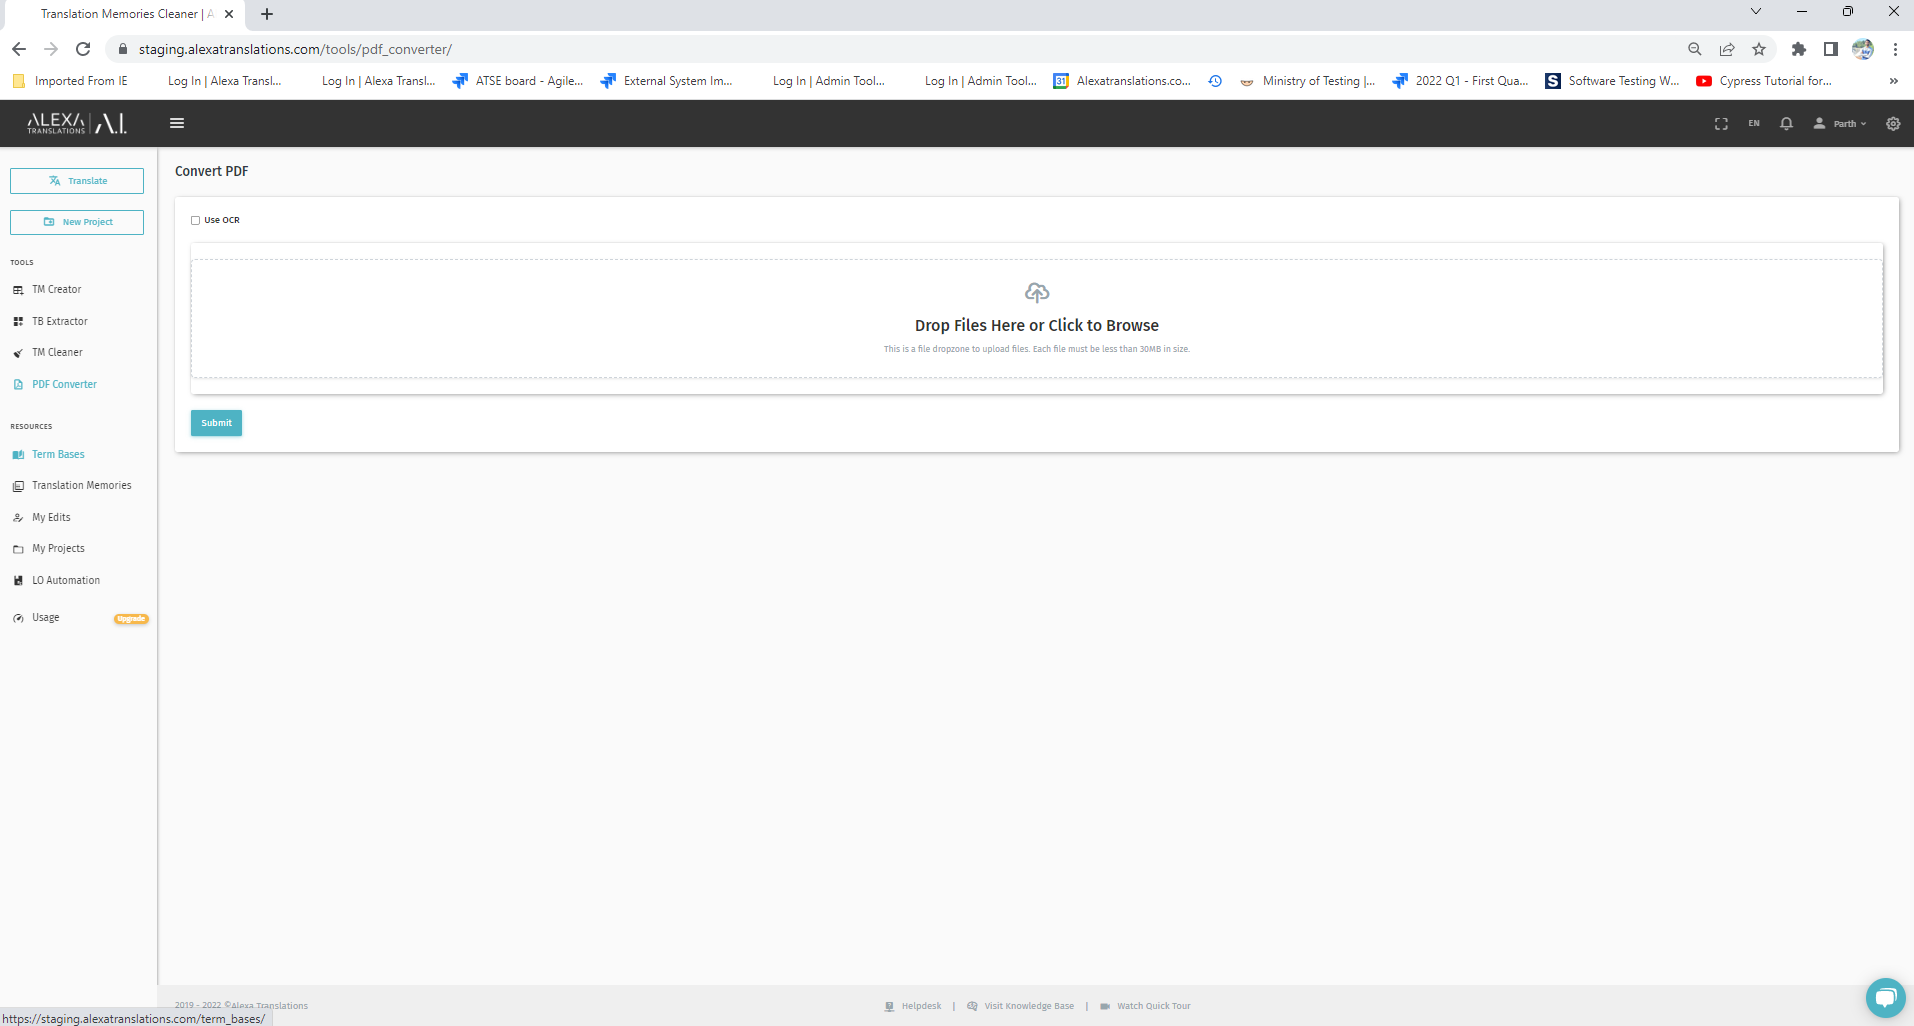 Translation Memories Cleaner | A
staging.alexatranslations.com/tools/pdf_converter/
Imported From IE
Log In | Alexa Transl...
Log In | Alexa Transl...
ATSE board - Agile...
External System Im...
Log In | Admin Tool...
Log In | Admin Tool...
31
Alexatranslations.co...
Ministry of Testing |...
2022 Q1 - First Qua...
S
Software Testing W...
Cypress Tutorial for...
»
ALEXA TRANSLATIONS | A.I.
EN
Parth
Translate
New Project
TOOLS
TM Creator
TB Extractor
TM Cleaner
PDF Converter
RESOURCES
Term Bases
Translation Memories
My Edits
My Projects
LO Automation
Usage
Upgrade
Convert PDF
Use OCR
Drop Files Here or Click to Browse
This is a file dropzone to upload files. Each file must be less than 30MB in size.
Submit
2019 - 2022 ©Alexa Translations
Helpdesk | Visit Knowledge Base | Watch Quick Tour
https://staging.alexatranslations.com/term_bases/